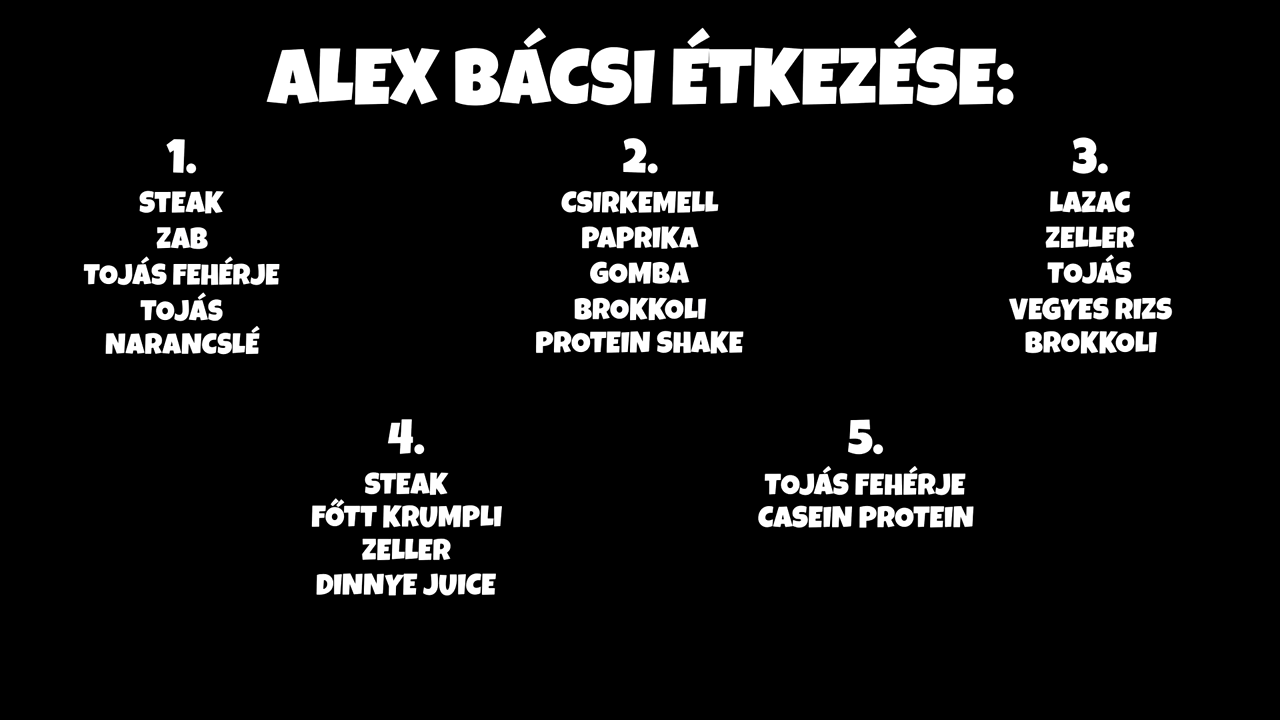 ALEX BÁCSI ÉTKEZÉSE:
1.
STEAK
ZAB
TOJÁS FEHÉRJE
TOJÁS
NARANCSLÉ
2.
CSIRKEMELL
PAPRIKA
GOMBA
BROKKOLI
PROTEIN SHAKE
3.
LAZAC
ZELLER
TOJÁS
VEGYES RIZS
BROKKOLI
4.
STEAK
FŐTT KRUMPLI
ZELLER
DINNYE JUICE
5.
TOJÁS FEHÉRJE
CASEIN PROTEIN